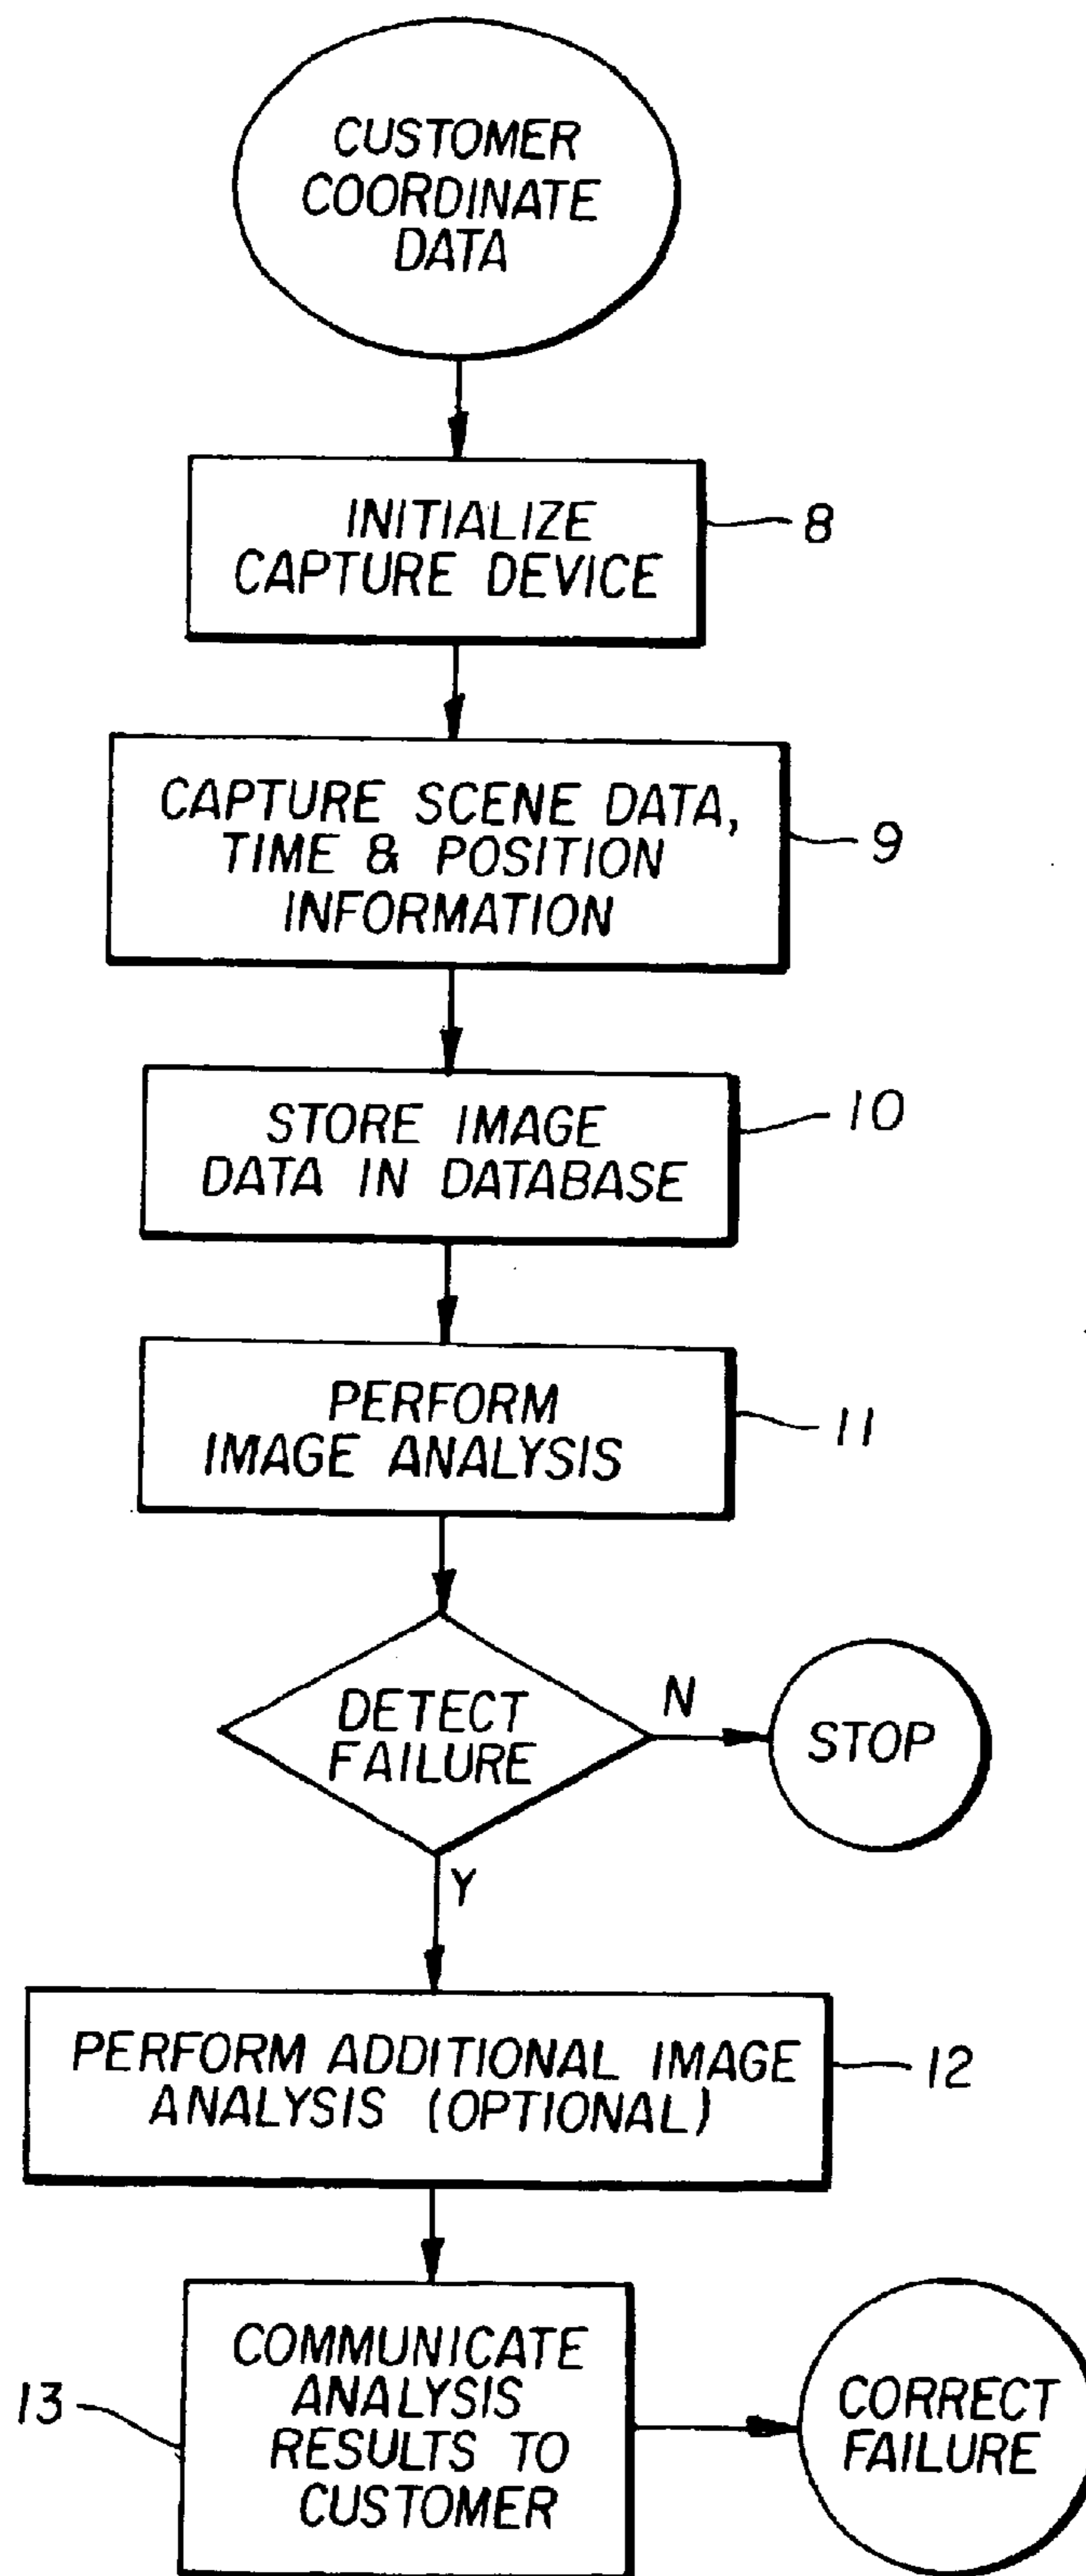 CUSTOMER
COORDINATE
DATA
INITIALIZE
CAPTURE DEVICE
8
CAPTURE SCENE DATA,
TIME & POSITION
INFORMATION
9
STORE IMAGE
DATA IN DATABASE
10
PERFORM
IMAGE ANALYSIS
11
DETECT
FAILURE
N
STOP
Y
PERFORM ADDITIONAL IMAGE
ANALYSIS (OPTIONAL)
12
COMMUNICATE
ANALYSIS
RESULTS TO
CUSTOMER
13
CORRECT
FAILURE